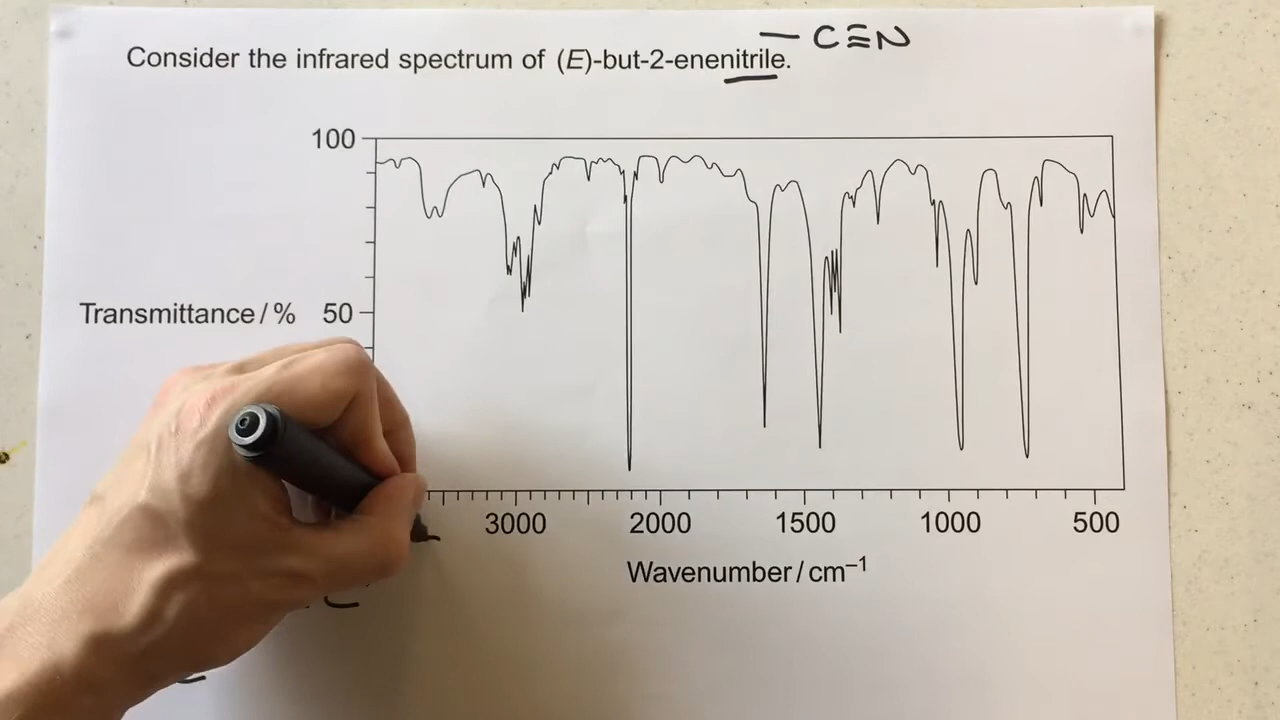 – C≡N
Consider the infrared spectrum of (E)-but-2-enenitrile.
100
Transmittance / % 50
3000 2000 1500 1000 500
Wavenumber / cm⁻¹
C